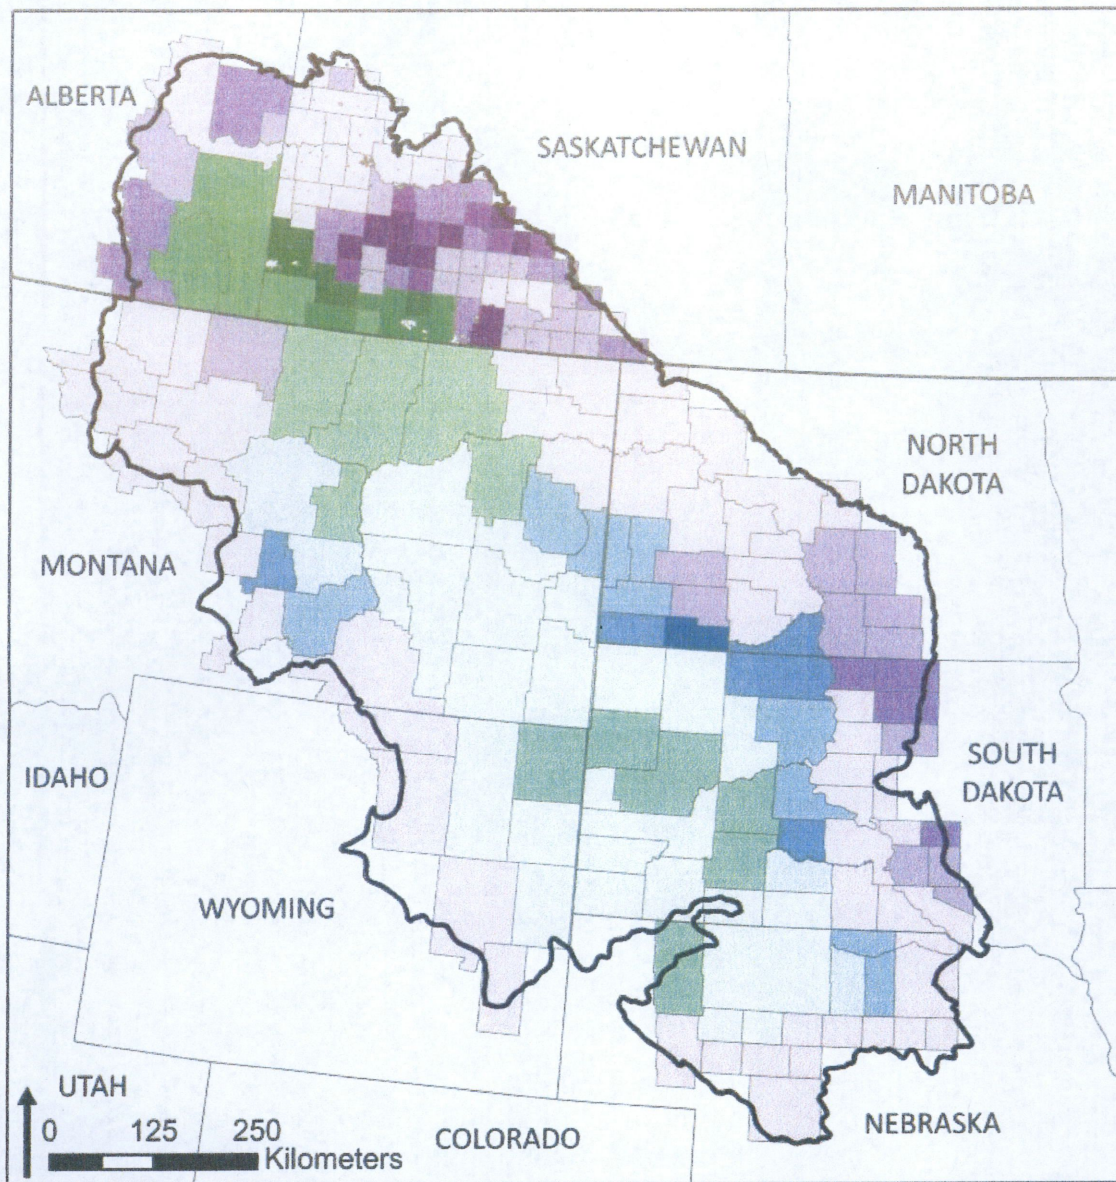 ALBERTA
SASKATCHEWAN
MANITOBA
NORTH
DAKOTA
MONTANA
SOUTH
DAKOTA
IDAHO
WYOMING
UTAH
NEBRASKA
COLORADO
0 125 250
Kilometers